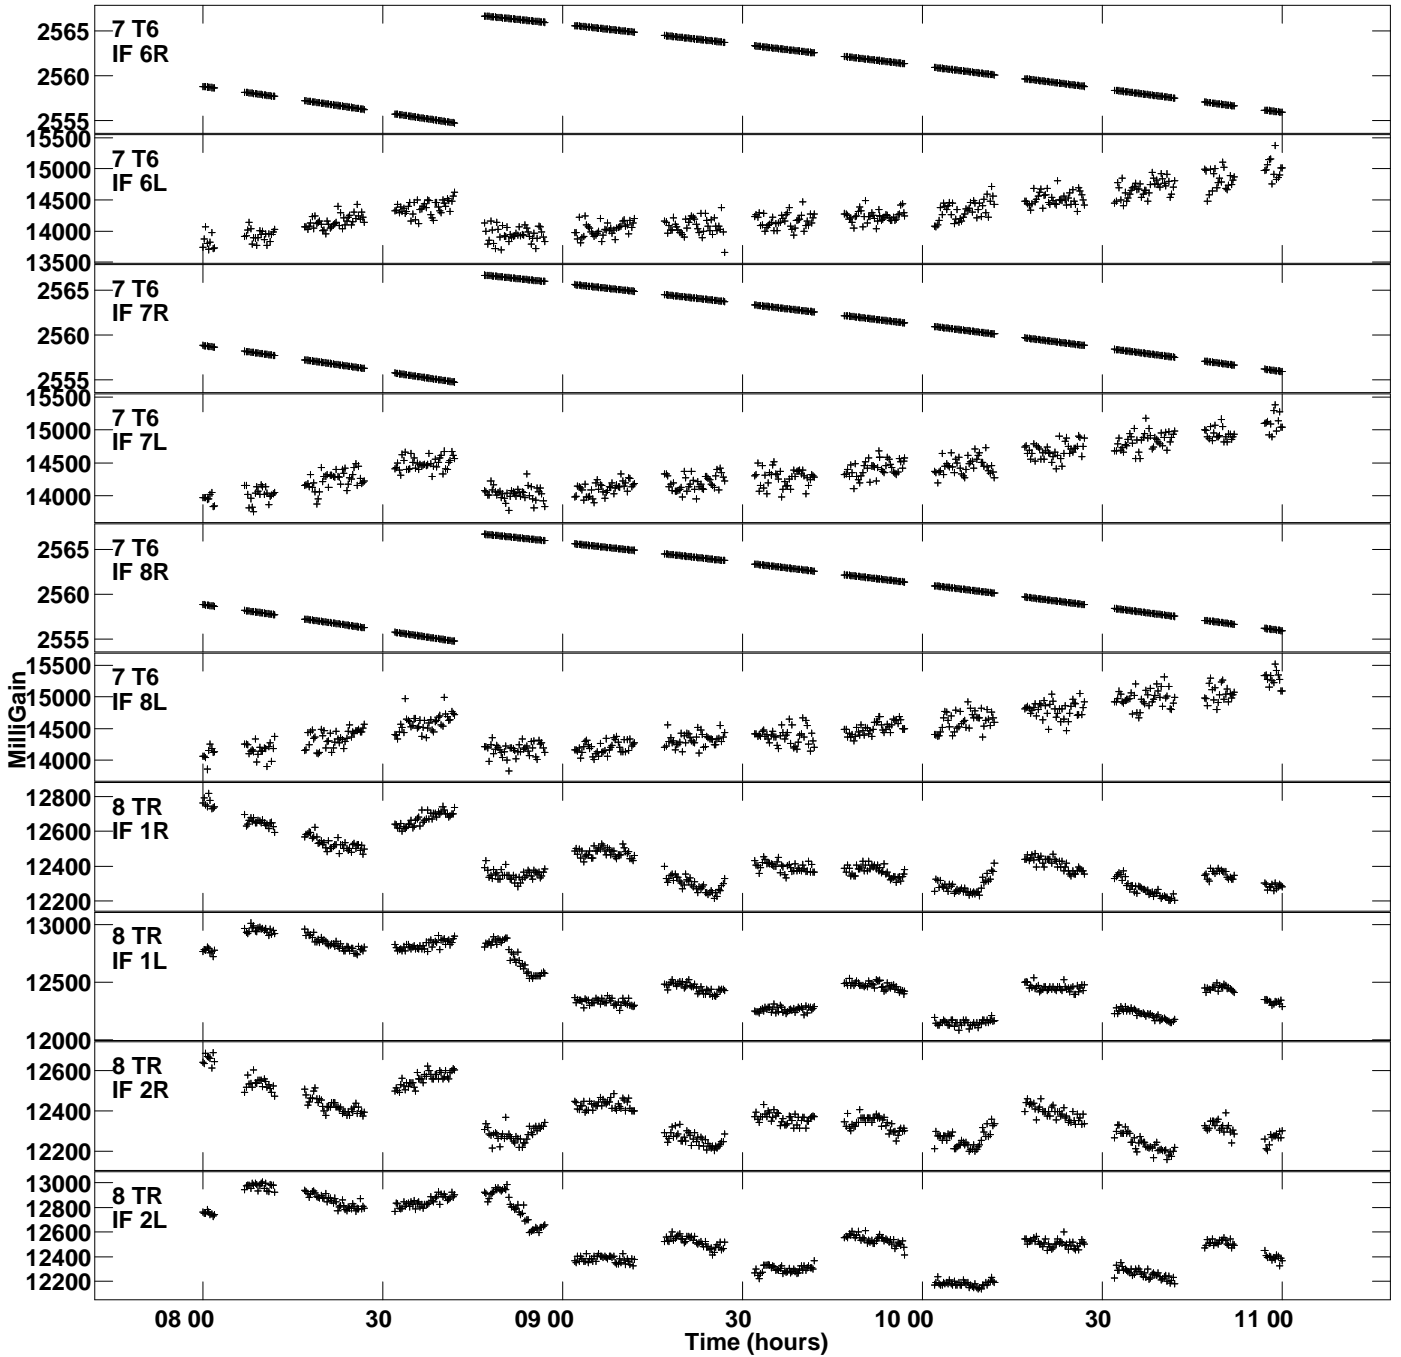 2565
2560
2555
7 T6
IF 6R
15500
15000
14500
14000
13500
7 T6
IF 6L
2565
2560
2555
7 T6
IF 7R
15500
15000
14500
14000
7 T6
IF 7L
2565
2560
2555
7 T6
IF 8R
15500
15000
14500
14000
7 T6
IF 8L
MilliGain
12800
12600
12400
12200
8 TR
IF 1R
13000
12500
12000
8 TR
IF 1L
12600
12400
12200
8 TR
IF 2R
13000
12800
12600
12400
12200
8 TR
IF 2L
08 00 30 09 00 30 10 00 30 11 00
Time (hours)